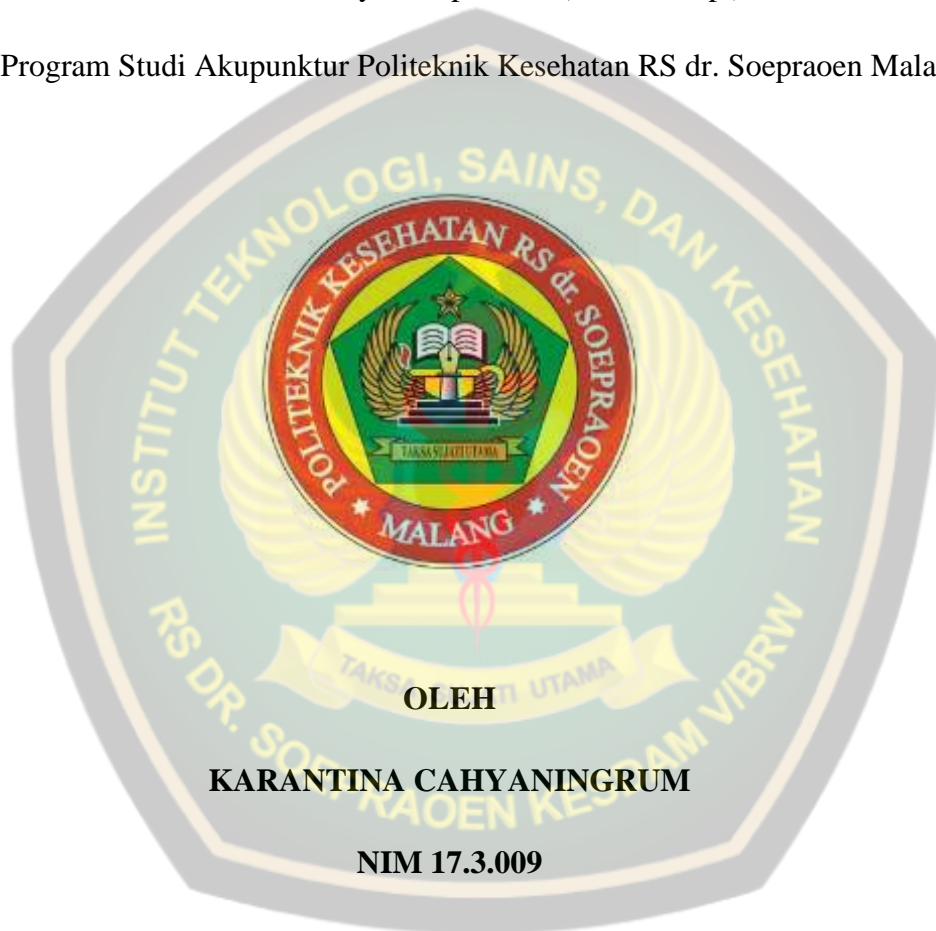 Program Studi Akupunktur Politeknik Kesehatan RS dr. Soepraoen Mala
INSTITUT TEKNOLOGI, SAINS, DAN KESEHATAN
POLITEKNIK KESEHATAN RS dr. SOEPRAOEN
* MALANG *
TAKSA UTAMA
OLEH
KARANTINA CAHYANINGRUM
RS DR. SOEPRAOEN KESDAM V/BRW
NIM 17.3.009